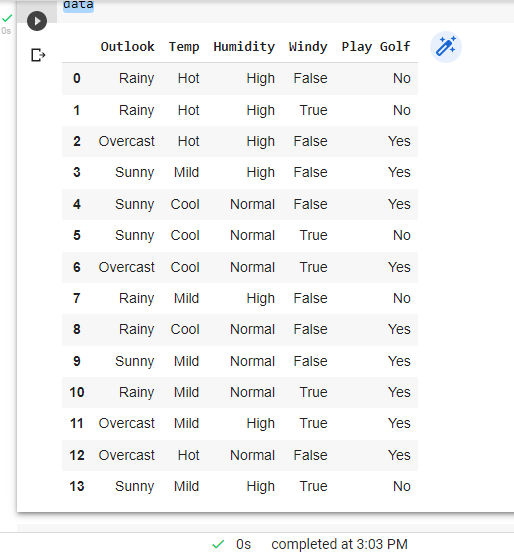 data
0s
Outlook Temp Humidity Windy Play Golf
0 Rainy Hot High False No
1 Rainy Hot High True No
2 Overcast Hot High False Yes
3 Sunny Mild High False Yes
4 Sunny Cool Normal False Yes
5 Sunny Cool Normal True No
6 Overcast Cool Normal True Yes
7 Rainy Mild High False No
8 Rainy Cool Normal False Yes
9 Sunny Mild Normal False Yes
10 Rainy Mild Normal True Yes
11 Overcast Mild High True Yes
12 Overcast Hot Normal False Yes
13 Sunny Mild High True No
0s completed at 3:03 PM